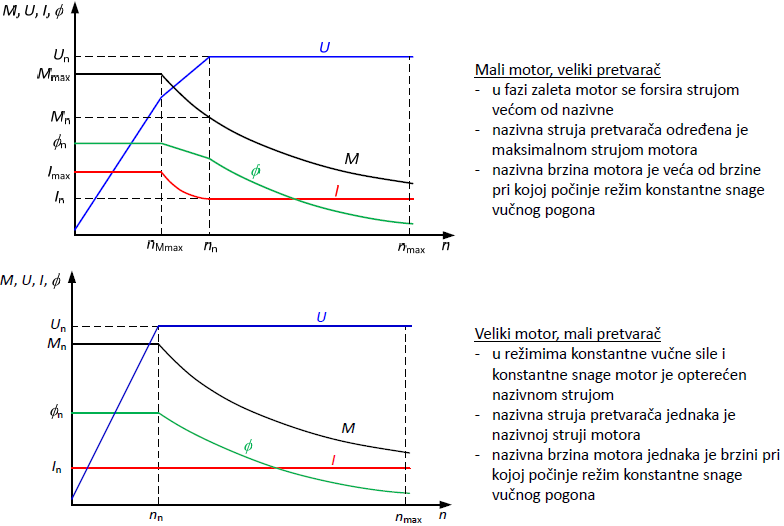 M, U, I, ϕ
Uₙ
U
Mmax
Mₙ
ϕₙ
M
ϕ
Imax
I
Iₙ
nMmax
nₙ
nmax
n
Mali motor, veliki pretvarač
- u fazi zaleta motor se forsira strujom
većom od nazivne
- nazivna struja pretvarača određena je
maksimalnom strujom motora
- nazivna brzina motora je veća od brzine
pri kojoj počinje režim konstantne snage
vučnog pogona
M, U, I, ϕ
Uₙ
U
Mₙ
M
ϕₙ
ϕ
I
Iₙ
nₙ
nmax
n
Veliki motor, mali pretvarač
- u režimima konstantne vučne sile i
konstantne snage motor je opterećen
nazivnom strujom
- nazivna struja pretvarača jednaka je
nazivnoj struji motora
- nazivna brzina motora jednaka je brzini pri
kojoj počinje režim konstantne snage
vučnog pogona